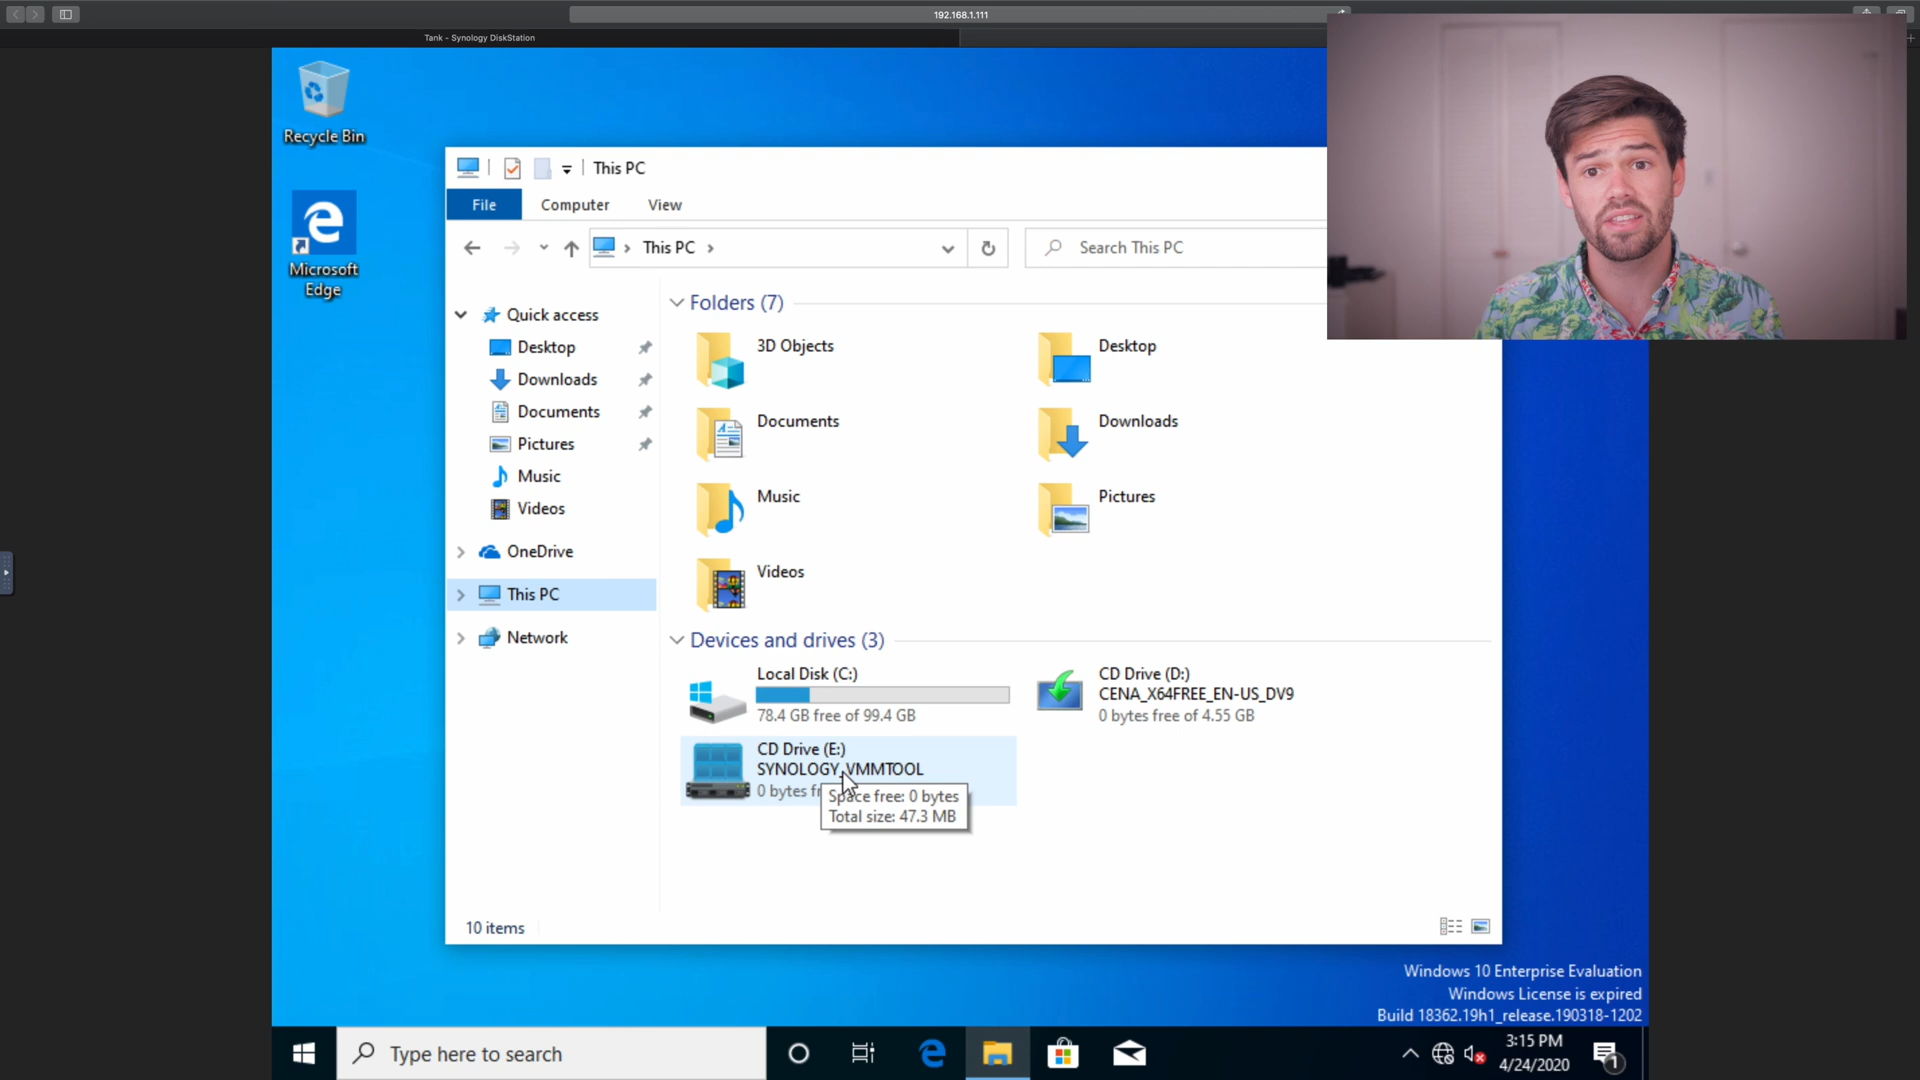 192.168.1.111
Tank - Synology DiskStation
Recycle Bin
Microsoft
Edge
This PC
File
Computer
View
This PC
Search This PC
Quick access
Desktop
Downloads
Documents
Pictures
Music
Videos
OneDrive
This PC
Network
Folders (7)
3D Objects
Desktop
Documents
Downloads
Music
Pictures
Videos
Devices and drives (3)
Local Disk (C:)
78.4 GB free of 99.4 GB
CD Drive (D:)
CENA_X64FREE_EN-US_DV9
0 bytes free of 4.55 GB
CD Drive (E:)
SYNOLOGY_VMMTOOL
0 bytes
Space free: 0 bytes
Total size: 47.3 MB
10 items
Windows 10 Enterprise Evaluation
Windows License is expired
Build 18362.19h1_release.190318-1202
Type here to search
3:15 PM
4/24/2020
1